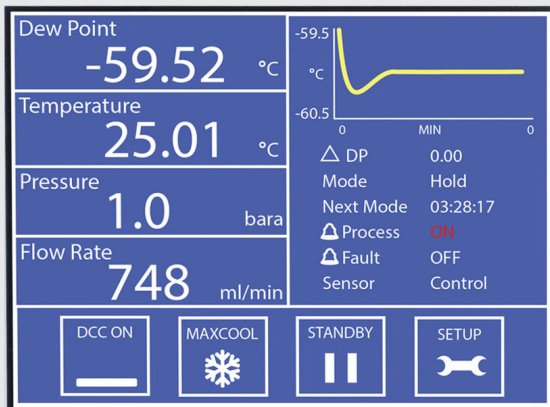 Dew Point
-59.52 °C
Temperature
25.01 °C
Pressure
1.0 bara
Flow Rate
748 ml/min
-59.5
°C
-60.5
0 MIN 0
△ DP 0.00
Mode Hold
Next Mode 03:28:17
Process ON
Fault OFF
Sensor Control
DCC ON
MAXCOOL
STANDBY
SETUP